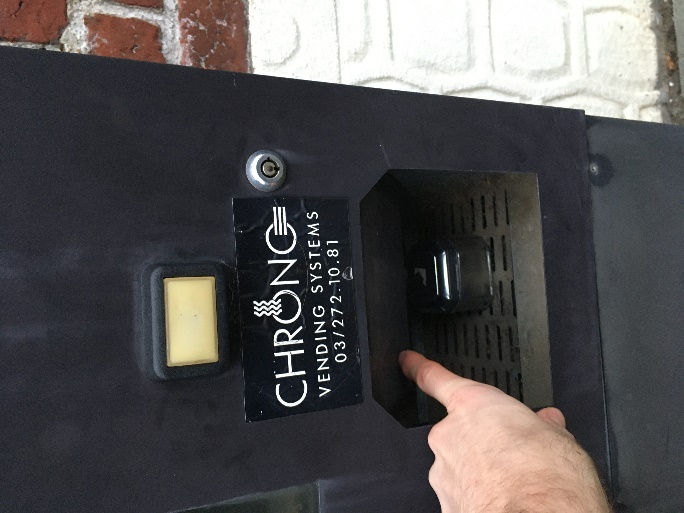 CHRONO
VENDING SYSTEMS
03/272.10.81